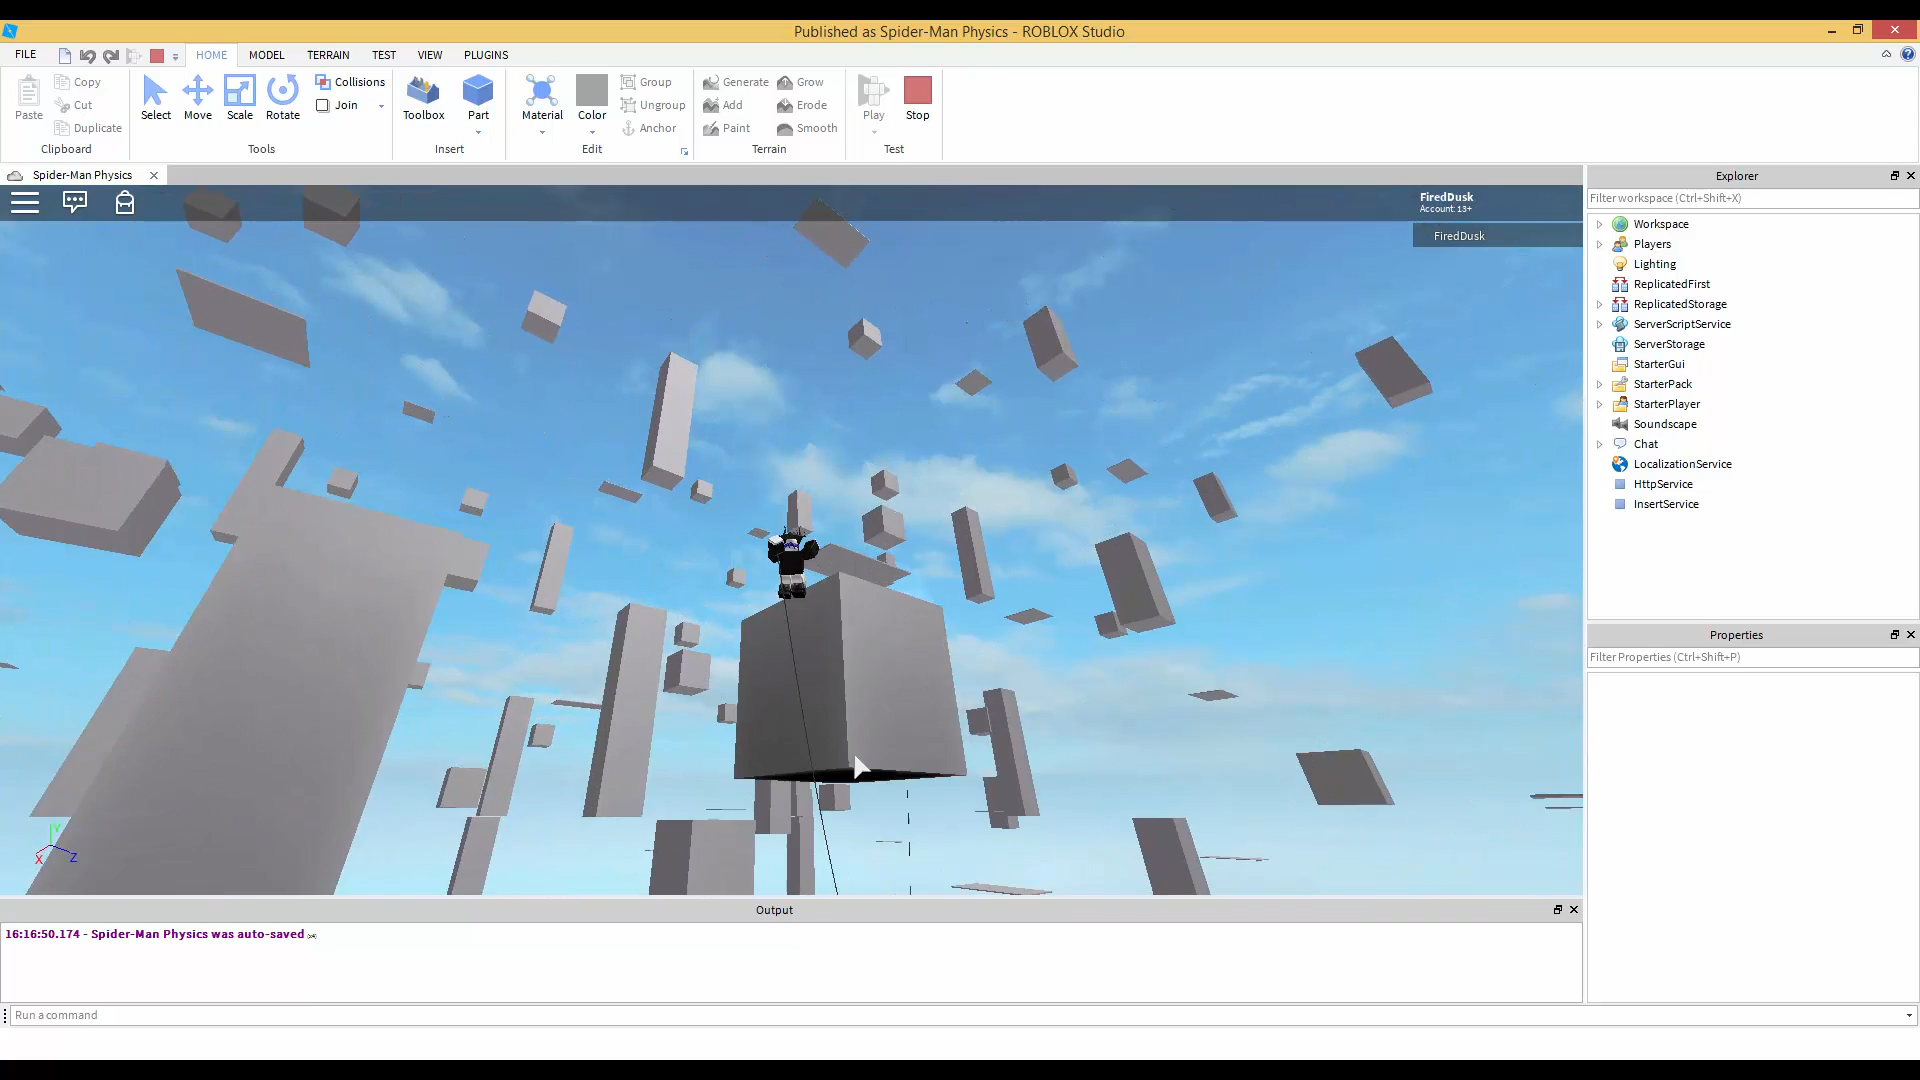 Published as Spider-Man Physics - ROBLOX Studio
FILE
HOME
MODEL
TERRAIN
TEST
VIEW
PLUGINS
Paste
Copy
Cut
Duplicate
Clipboard
Select
Move
Scale
Rotate
Collisions
Join
Tools
Toolbox
Part
Insert
Material
Color
Group
Ungroup
Anchor
Edit
Generate
Add
Paint
Grow
Erode
Smooth
Terrain
Play
Stop
Test
Spider-Man Physics
FiredDusk
Account: 13+
FiredDusk
Y
X
Z
Explorer
Filter workspace (Ctrl+Shift+X)
Workspace
Players
Lighting
ReplicatedFirst
ReplicatedStorage
ServerScriptService
ServerStorage
StarterGui
StarterPack
StarterPlayer
Soundscape
Chat
LocalizationService
HttpService
InsertService
Properties
Filter Properties (Ctrl+Shift+P)
Output
16:16:50.174 - Spider-Man Physics was auto-saved
Run a command